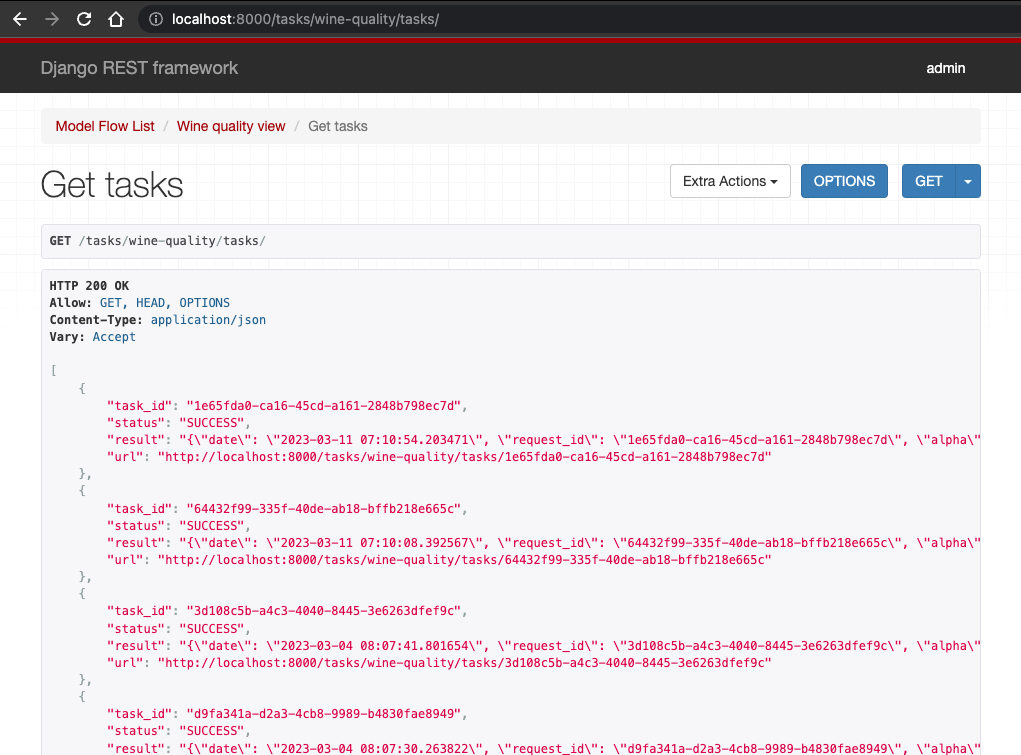 localhost:8000/tasks/wine-quality/tasks/
Django REST framework
admin
Model Flow List / Wine quality view / Get tasks
Get tasks
Extra Actions
OPTIONS
GET
GET /tasks/wine-quality/tasks/
HTTP 200 OK
Allow: GET, HEAD, OPTIONS
Content-Type: application/json
Vary: Accept
[
    {
        "task_id": "1e65fda0-ca16-45cd-a161-2848b798ec7d",
        "status": "SUCCESS",
        "result": "{\"date\": \"2023-03-11 07:10:54.203471\", \"request_id\": \"1e65fda0-ca16-45cd-a161-2848b798ec7d\", \"alpha\"
        "url": "http://localhost:8000/tasks/wine-quality/tasks/1e65fda0-ca16-45cd-a161-2848b798ec7d"
    },
    {
        "task_id": "64432f99-335f-40de-ab18-bffb218e665c",
        "status": "SUCCESS",
        "result": "{\"date\": \"2023-03-11 07:10:08.392567\", \"request_id\": \"64432f99-335f-40de-ab18-bffb218e665c\", \"alpha\"
        "url": "http://localhost:8000/tasks/wine-quality/tasks/64432f99-335f-40de-ab18-bffb218e665c"
    },
    {
        "task_id": "3d108c5b-a4c3-4040-8445-3e6263dfef9c",
        "status": "SUCCESS",
        "result": "{\"date\": \"2023-03-04 08:07:41.801654\", \"request_id\": \"3d108c5b-a4c3-4040-8445-3e6263dfef9c\", \"alpha\"
        "url": "http://localhost:8000/tasks/wine-quality/tasks/3d108c5b-a4c3-4040-8445-3e6263dfef9c"
    },
    {
        "task_id": "d9fa341a-d2a3-4cb8-9989-b4830fae8949",
        "status": "SUCCESS",
        "result": "{\"date\": \"2023-03-04 08:07:30.263822\", \"request_id\": \"d9fa341a-d2a3-4cb8-9989-b4830fae8949\", \"alpha\"